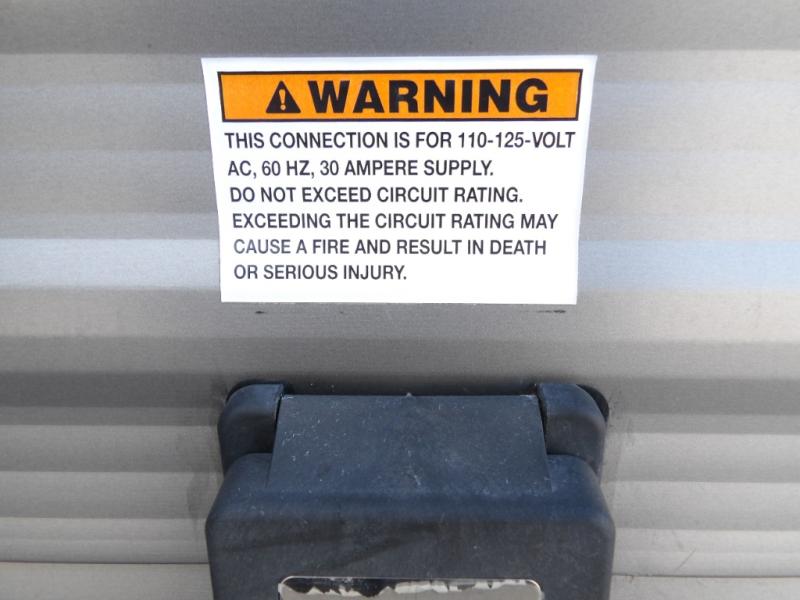 WARNING
THIS CONNECTION IS FOR 110-125-VOLT
AC, 60 HZ, 30 AMPERE SUPPLY.
DO NOT EXCEED CIRCUIT RATING.
EXCEEDING THE CIRCUIT RATING MAY
CAUSE A FIRE AND RESULT IN DEATH
OR SERIOUS INJURY.